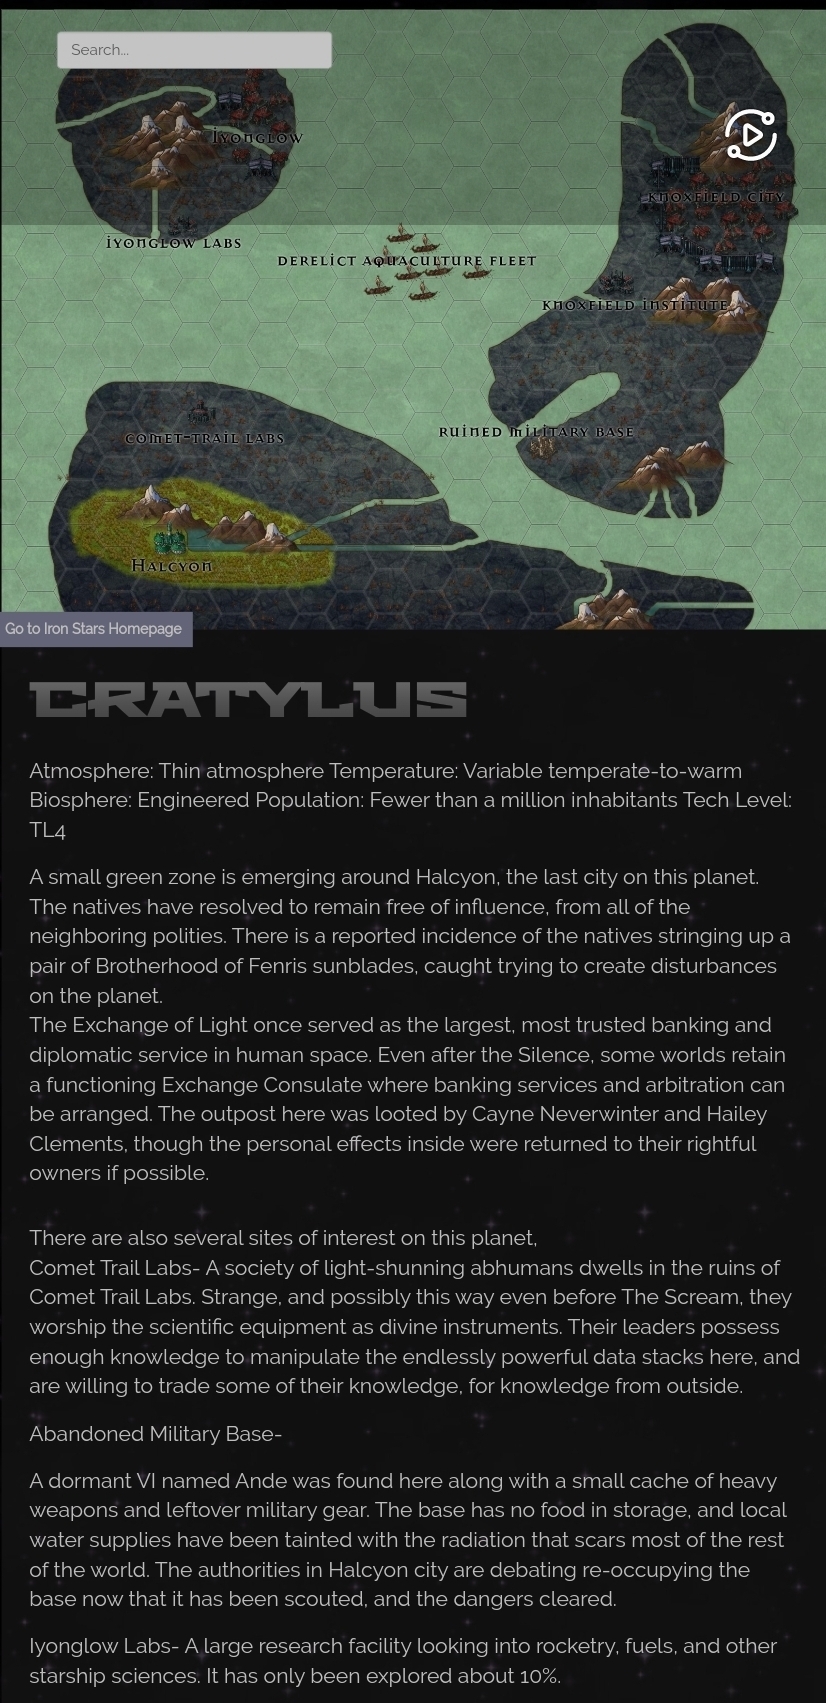 Search...
Iyonglow
Knoxfield City
Iyonglow Labs
Derelict Aquaculture Fleet
Knoxfield Institute
Comet-Trail Labs
Ruined Military Base
Halcyon
Go to Iron Stars Homepage
CRATYLUS
Atmosphere: Thin atmosphere Temperature: Variable temperate-to-warm
Biosphere: Engineered Population: Fewer than a million inhabitants Tech Level:
TL4
A small green zone is emerging around Halcyon, the last city on this planet.
The natives have resolved to remain free of influence, from all of the
neighboring polities. There is a reported incidence of the natives stringing up a
pair of Brotherhood of Fenris sunblades, caught trying to create disturbances
on the planet.
The Exchange of Light once served as the largest, most trusted banking and
diplomatic service in human space. Even after the Silence, some worlds retain
a functioning Exchange Consulate where banking services and arbitration can
be arranged. The outpost here was looted by Cayne Neverwinter and Hailey
Clements, though the personal effects inside were returned to their rightful
owners if possible.
There are also several sites of interest on this planet,
Comet Trail Labs- A society of light-shunning abhumans dwells in the ruins of
Comet Trail Labs. Strange, and possibly this way even before The Scream, they
worship the scientific equipment as divine instruments. Their leaders possess
enough knowledge to manipulate the endlessly powerful data stacks here, and
are willing to trade some of their knowledge, for knowledge from outside.
Abandoned Military Base-
A dormant VI named Ande was found here along with a small cache of heavy
weapons and leftover military gear. The base has no food in storage, and local
water supplies have been tainted with the radiation that scars most of the rest
of the world. The authorities in Halcyon city are debating re-occupying the
base now that it has been scouted, and the dangers cleared.
Iyonglow Labs- A large research facility looking into rocketry, fuels, and other
starship sciences. It has only been explored about 10%.